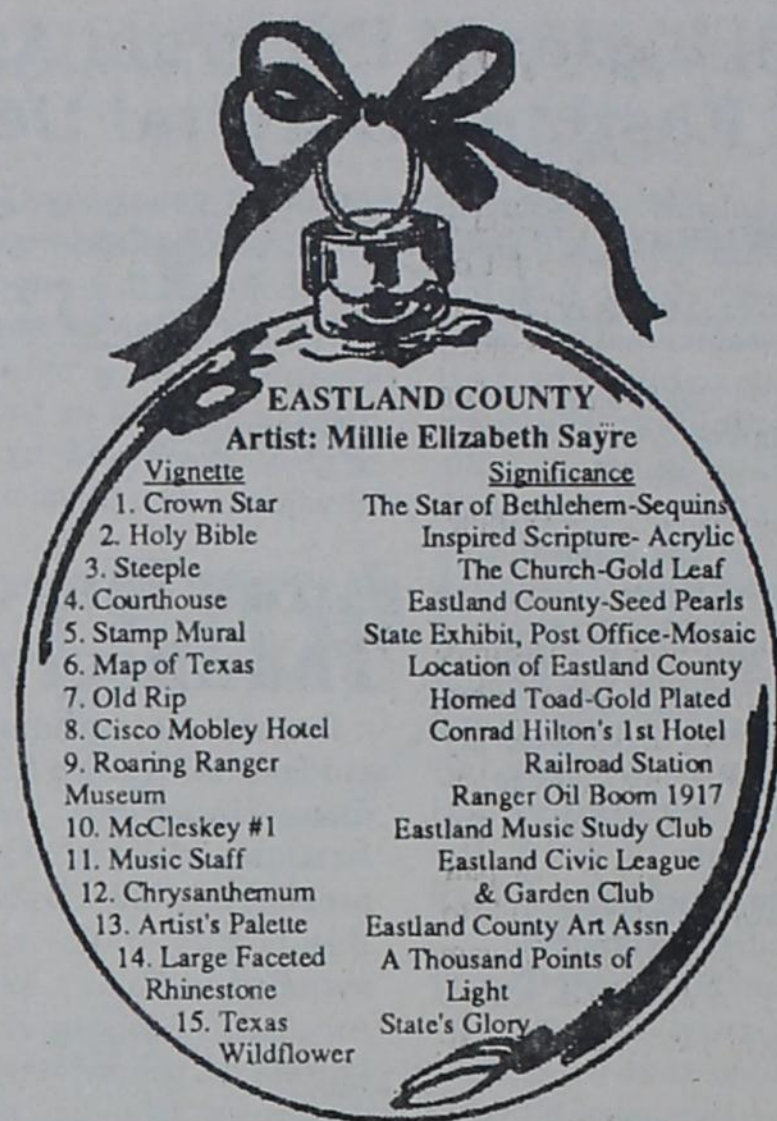 EASTLAND COUNTY
Artist: Millie Elizabeth Sayre
Vignette Significance
1. Crown Star The Star of Bethlehem-Sequins
2. Holy Bible Inspired Scripture- Acrylic
3. Steeple The Church-Gold Leaf
4. Courthouse Eastland County-Seed Pearls
5. Stamp Mural State Exhibit, Post Office-Mosaic
6. Map of Texas Location of Eastland County
7. Old Rip Horned Toad-Gold Plated
8. Cisco Mobley Hotel Conrad Hilton's 1st Hotel
9. Roaring Ranger Railroad Station
Museum Ranger Oil Boom 1917
10. McCleskey #1 Eastland Music Study Club
11. Music Staff Eastland Civic League
12. Chrysanthemum & Garden Club
13. Artist's Palette Eastland County Art Assn.
14. Large Faceted A Thousand Points of
Rhinestone Light
15. Texas State's Glory
Wildflower